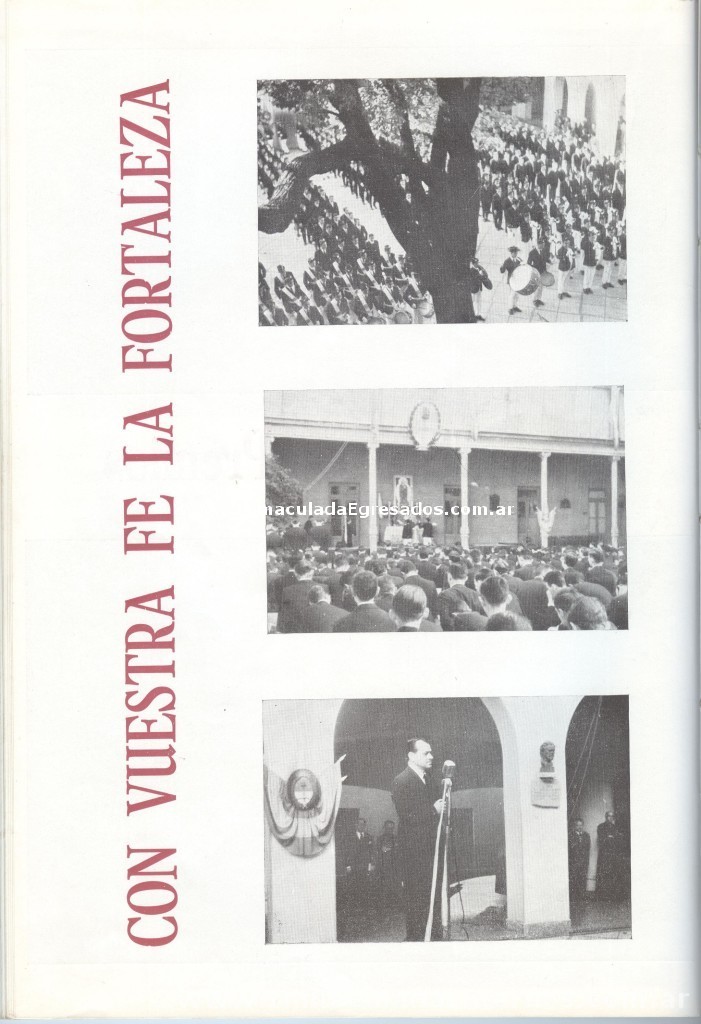 CON VUESTRA FE LA FORTALEZA
maculadaEgresados.com.ar